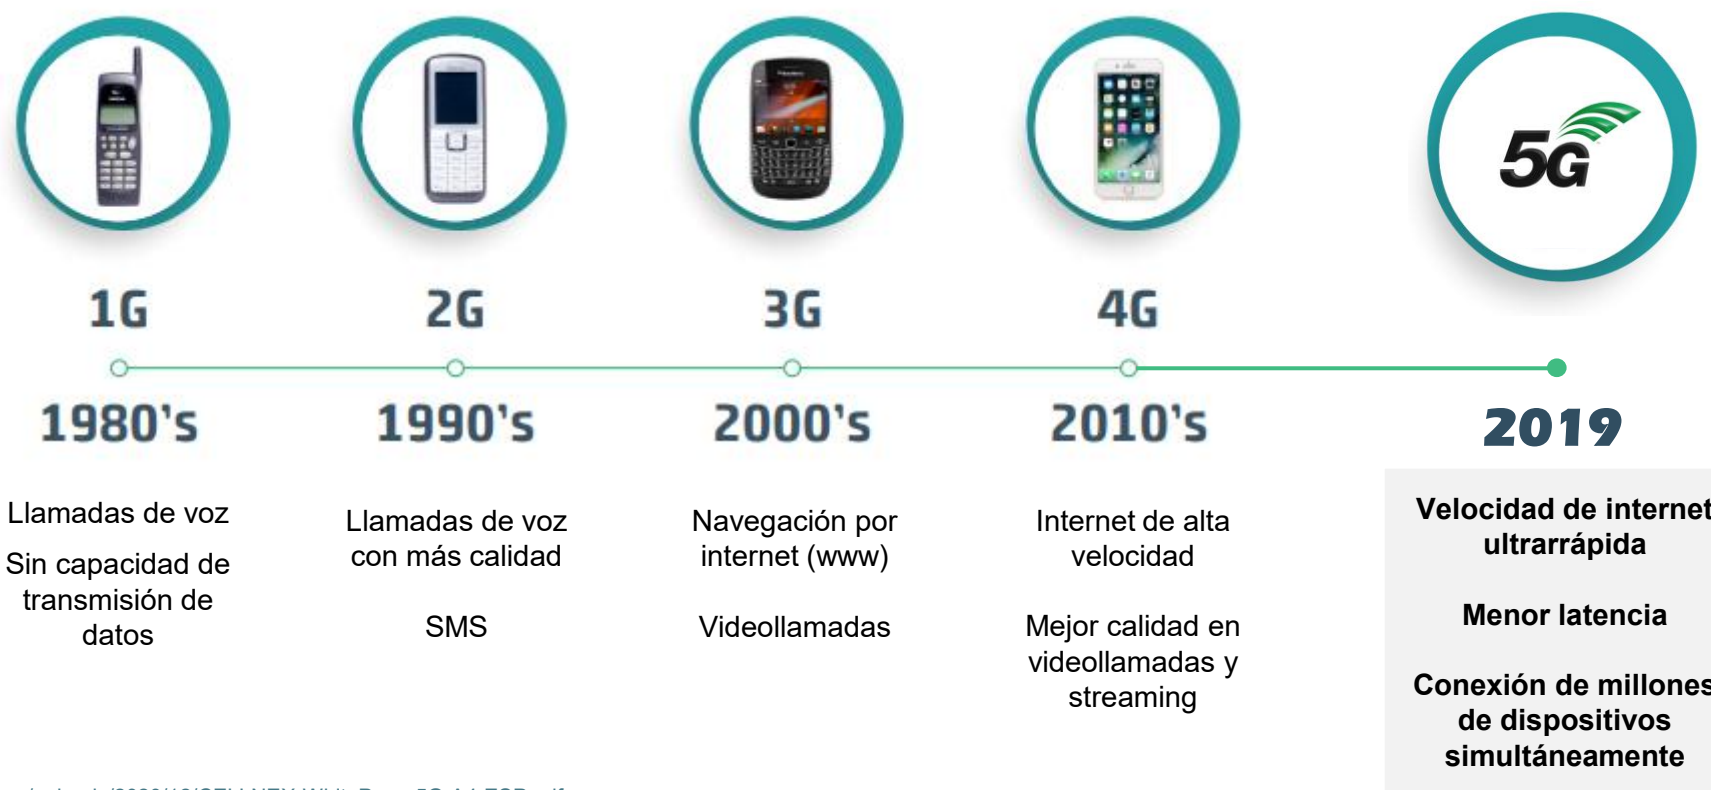 5G
1G
2G
3G
4G
1980's
1990's
2000's
2010's
2019
Llamadas de voz
Sin capacidad de
transmisión de
datos
Llamadas de voz
con más calidad
SMS
Navegación por
internet (www)
Videollamadas
Internet de alta
velocidad
Mejor calidad en
videollamadas y
streaming
Velocidad de internet
ultrarrápida
Menor latencia
Conexión de millones
de dispositivos
simultáneamente